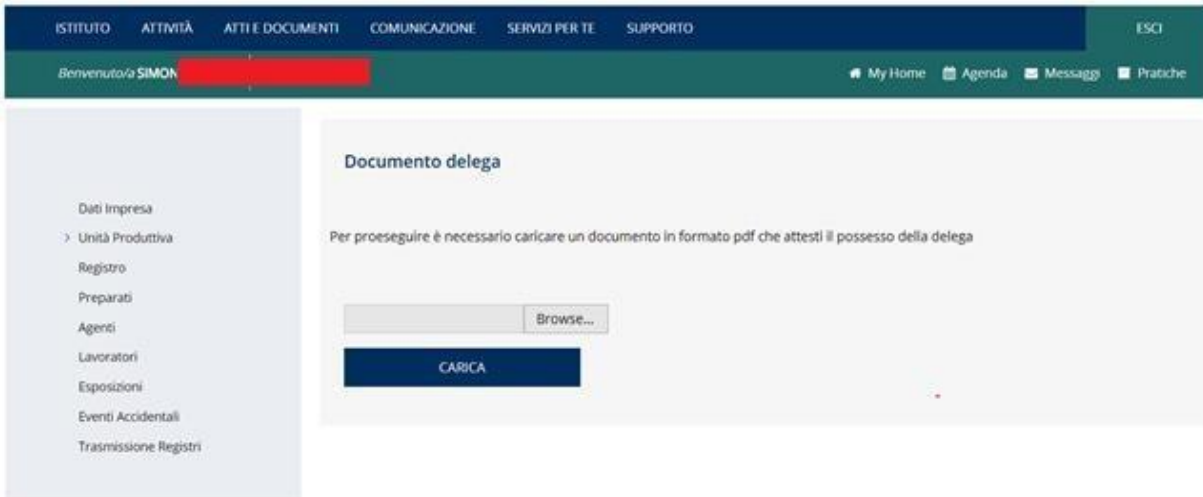 ISTITUTO ATTIVITÀ ATTI E DOCUMENTI COMUNICAZIONE SERVIZI PER TE SUPPORTO ESCI
Benvenuto/a SIMON My Home Agenda Messaggi Pratiche
Documento delega
Dati Impresa
> Unità Produttiva
Per proeseguire è necessario caricare un documento in formato pdf che attesti il possesso della delega
Registro
Preparati
Agenti
Browse...
Lavoratori
CARICA
Esposizioni
Eventi Accidentali
Trasmissione Registri